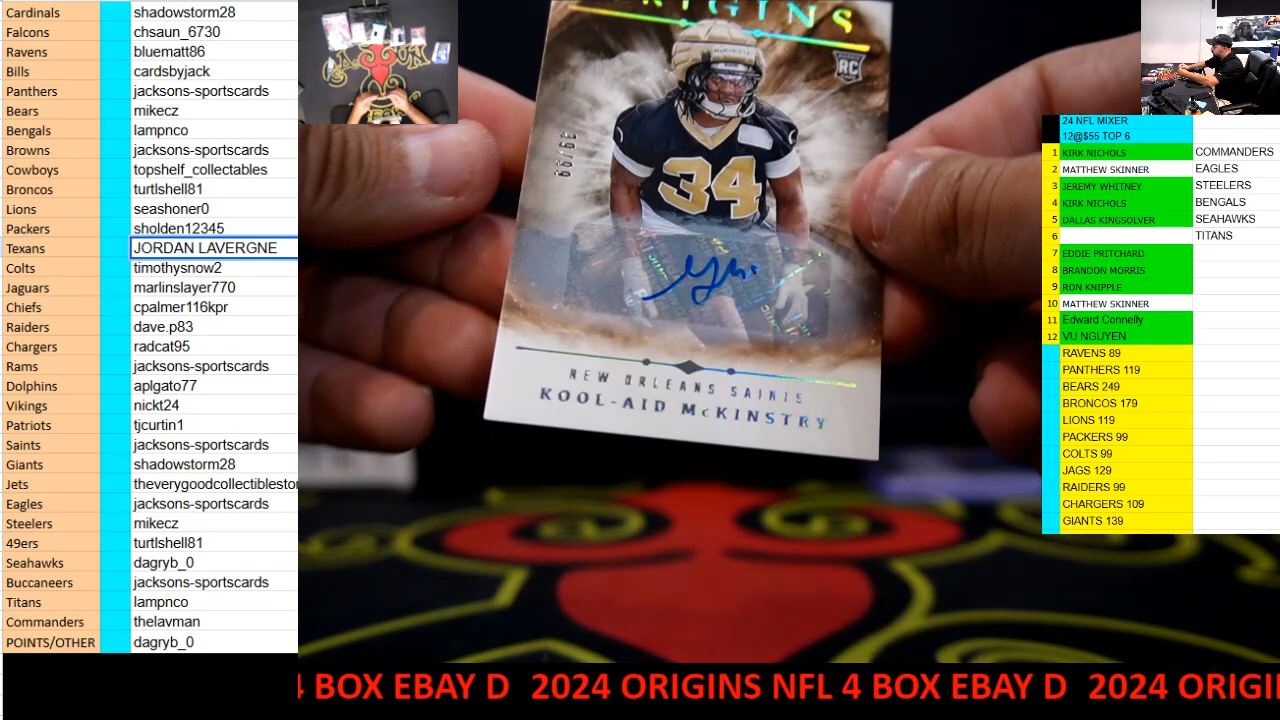 Cardinals shadowstorm28
Falcons chsaun_6730
Ravens bluematt86
Bills cardsbyjack
Panthers jacksons-sportscards
Bears mikecz
Bengals lampnco
Browns jacksons-sportscards
Cowboys topshelf_collectables
Broncos turtlshell81
Lions seashoner0
Packers sholden12345
Texans JORDAN LAVERGNE
Colts timothysnow2
Jaguars marlinslayer770
Chiefs cpalmer116kpr
Raiders dave.p83
Chargers radcat95
Rams jacksons-sportscards
Dolphins aplgato77
Vikings nickt24
Patriots tjcurtin1
Saints jacksons-sportscards
Giants shadowstorm28
Jets theverygoodcollectiblestor
Eagles jacksons-sportscards
Steelers mikecz
49ers turtlshell81
Seahawks dagryb_0
Buccaneers jacksons-sportscards
Titans lampnco
Commanders thelavman
POINTS/OTHER dagryb_0
ORIGINS
RC
McKINSTRY
34
NEW ORLEANS SAINTS
KOOL-AID McKINSTRY
24 NFL MIXER
12@$55 TOP 6
1 KIRK NICHOLS COMMANDERS
2 MATTHEW SKINNER EAGLES
3 JEREMY WHITNEY STEELERS
4 KIRK NICHOLS BENGALS
5 DALLAS KINGSOLVER SEAHAWKS
6 TITANS
7 EDDIE PRITCHARD
8 BRANDON MORRIS
9 RON KNIPPLE
10 MATTHEW SKINNER
11 Edward Connelly
12 VU NGUYEN
RAVENS 89
PANTHERS 119
BEARS 249
BRONCOS 179
LIONS 119
PACKERS 99
COLTS 99
JAGS 129
RAIDERS 99
CHARGERS 109
GIANTS 139
4 BOX EBAY D 2024 ORIGINS NFL 4 BOX EBAY D 2024 ORIGI